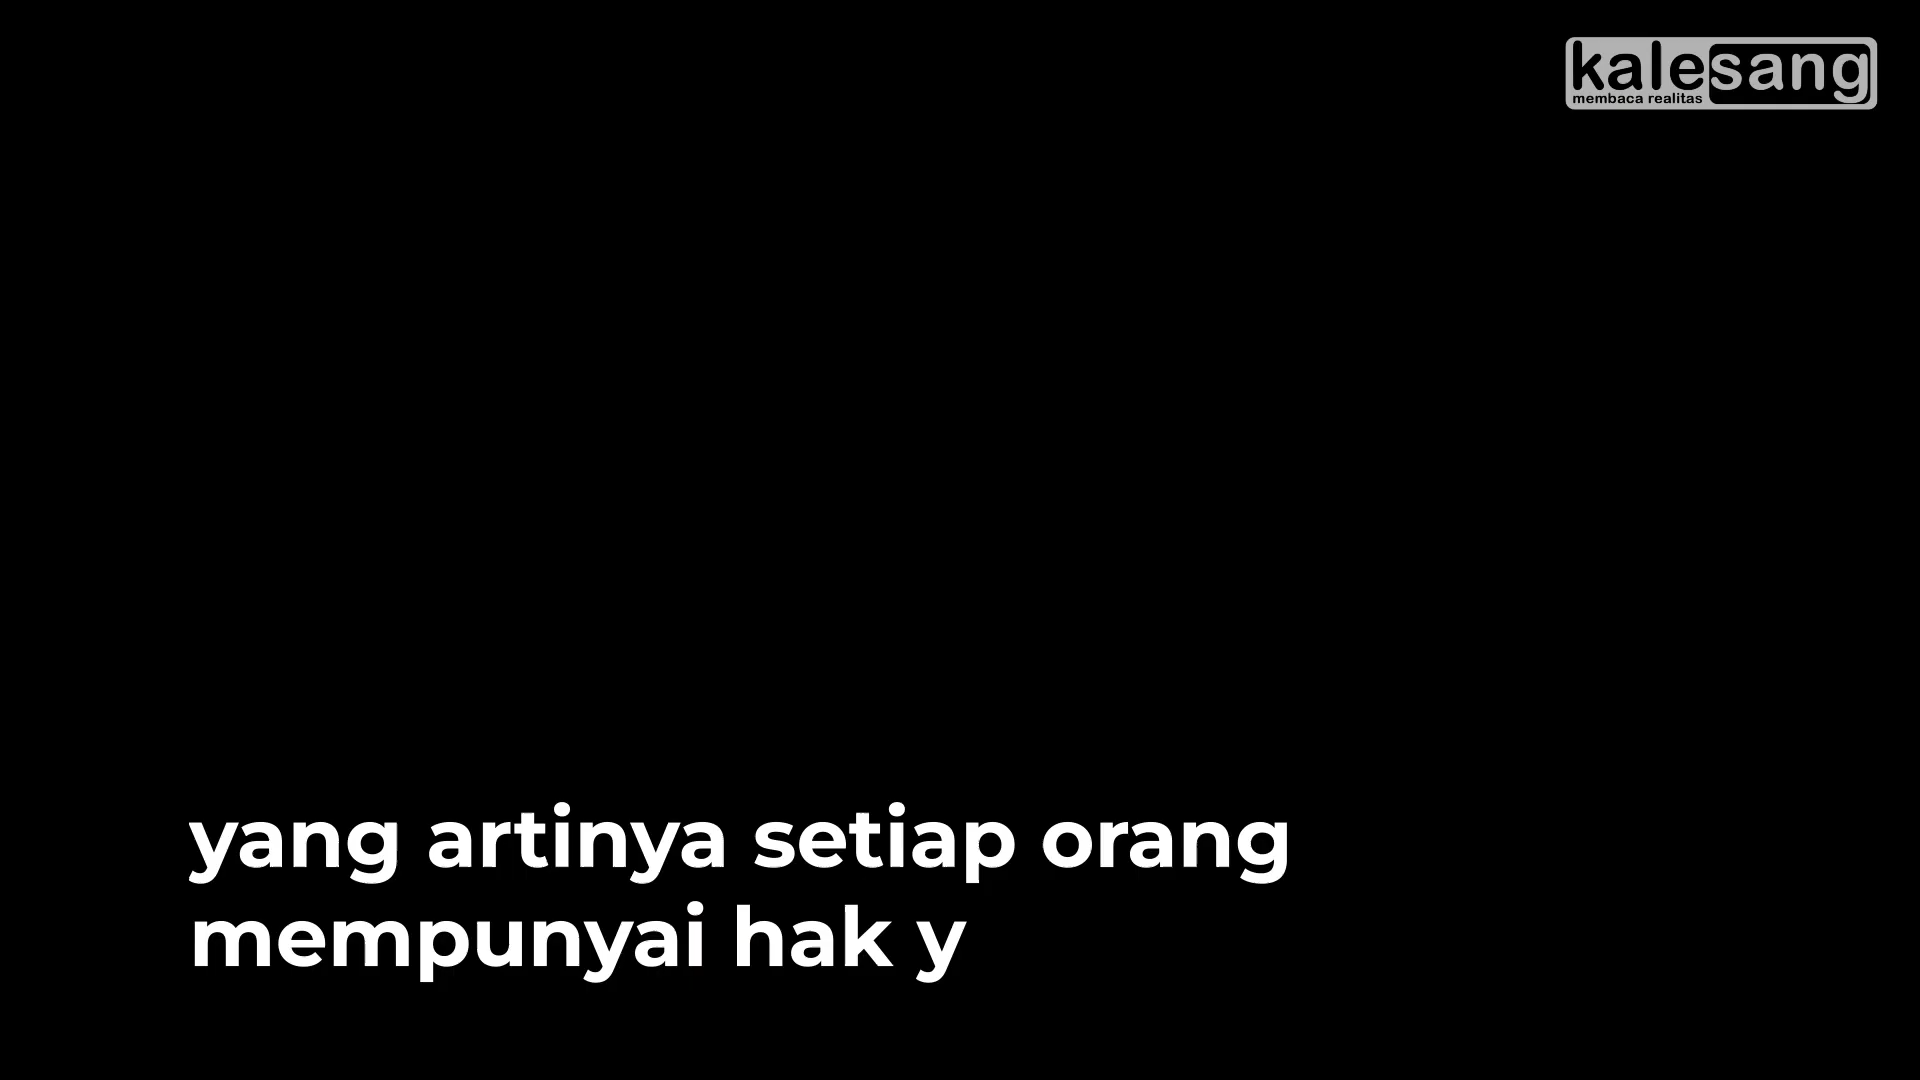 kalesang
membaca realitas
yang artinya setiap orang
mempunyai hak y